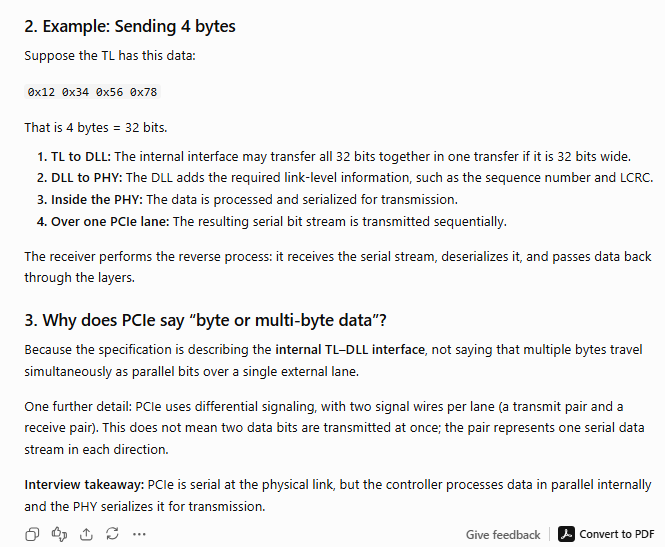 2. Example: Sending 4 bytes
Suppose the TL has this data:
0x12 0x34 0x56 0x78
That is 4 bytes = 32 bits.
1. TL to DLL: The internal interface may transfer all 32 bits together in one transfer if it is 32 bits wide.
2. DLL to PHY: The DLL adds the required link-level information, such as the sequence number and LCRC.
3. Inside the PHY: The data is processed and serialized for transmission.
4. Over one PCIe lane: The resulting serial bit stream is transmitted sequentially.
The receiver performs the reverse process: it receives the serial stream, deserializes it, and passes data back
through the layers.
3. Why does PCIe say “byte or multi-byte data”?
Because the specification is describing the internal TL–DLL interface, not saying that multiple bytes travel
simultaneously as parallel bits over a single external lane.
One further detail: PCIe uses differential signaling, with two signal wires per lane (a transmit pair and a
receive pair). This does not mean two data bits are transmitted at once; the pair represents one serial data
stream in each direction.
Interview takeaway: PCIe is serial at the physical link, but the controller processes data in parallel internally
and the PHY serializes it for transmission.
Give feedback
Convert to PDF